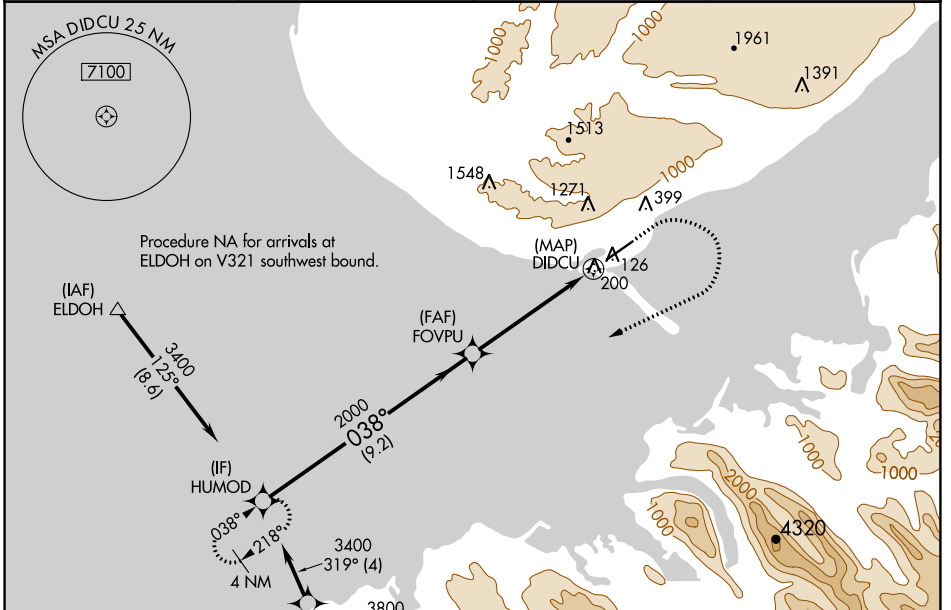 MSA DIDCU 25 NM
7100
1000
1000
1961
1391
1513
1548
1271
1000
399
Procedure NA for arrivals at
ELDOH on V321 southwest bound.
(MAP)
DIDCU
126
200
(IAF)
ELDOH
(FAF)
FOVPU
3400
125°
(8.6)
2000
038°
(9.2)
(IF)
HUMOD
038°
218°
4 NM
3400
319° (4)
3800
1000
2000
1000
1000
4320